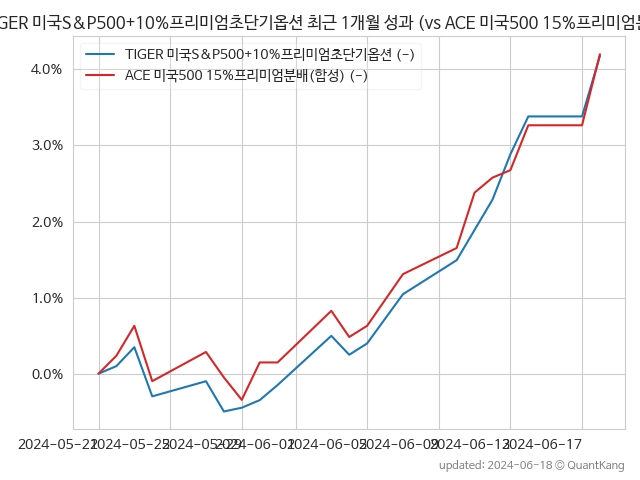 GER 미국S&P500+10%프리미엄초단기옵션 최근 1개월 성과 (vs ACE 미국500 15%프리미엄분
TIGER 미국S&P500+10%프리미엄초단기옵션 (-)
ACE 미국500 15%프리미엄분배(합성) (-)
4.0%
3.0%
2.0%
1.0%
0.0%
2024-05-21 2024-05-25 2024-05-29 2024-06-01 2024-06-05 2024-06-09 2024-06-13 2024-06-17
updated: 2024-06-18 © QuantKang